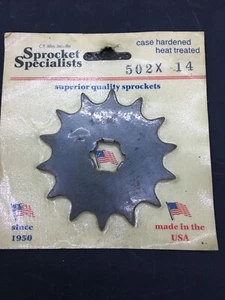 Sprocket
Specialists
case hardened
heat treated
502X 14
superior quality sprockets
since
1950
made in the
USA